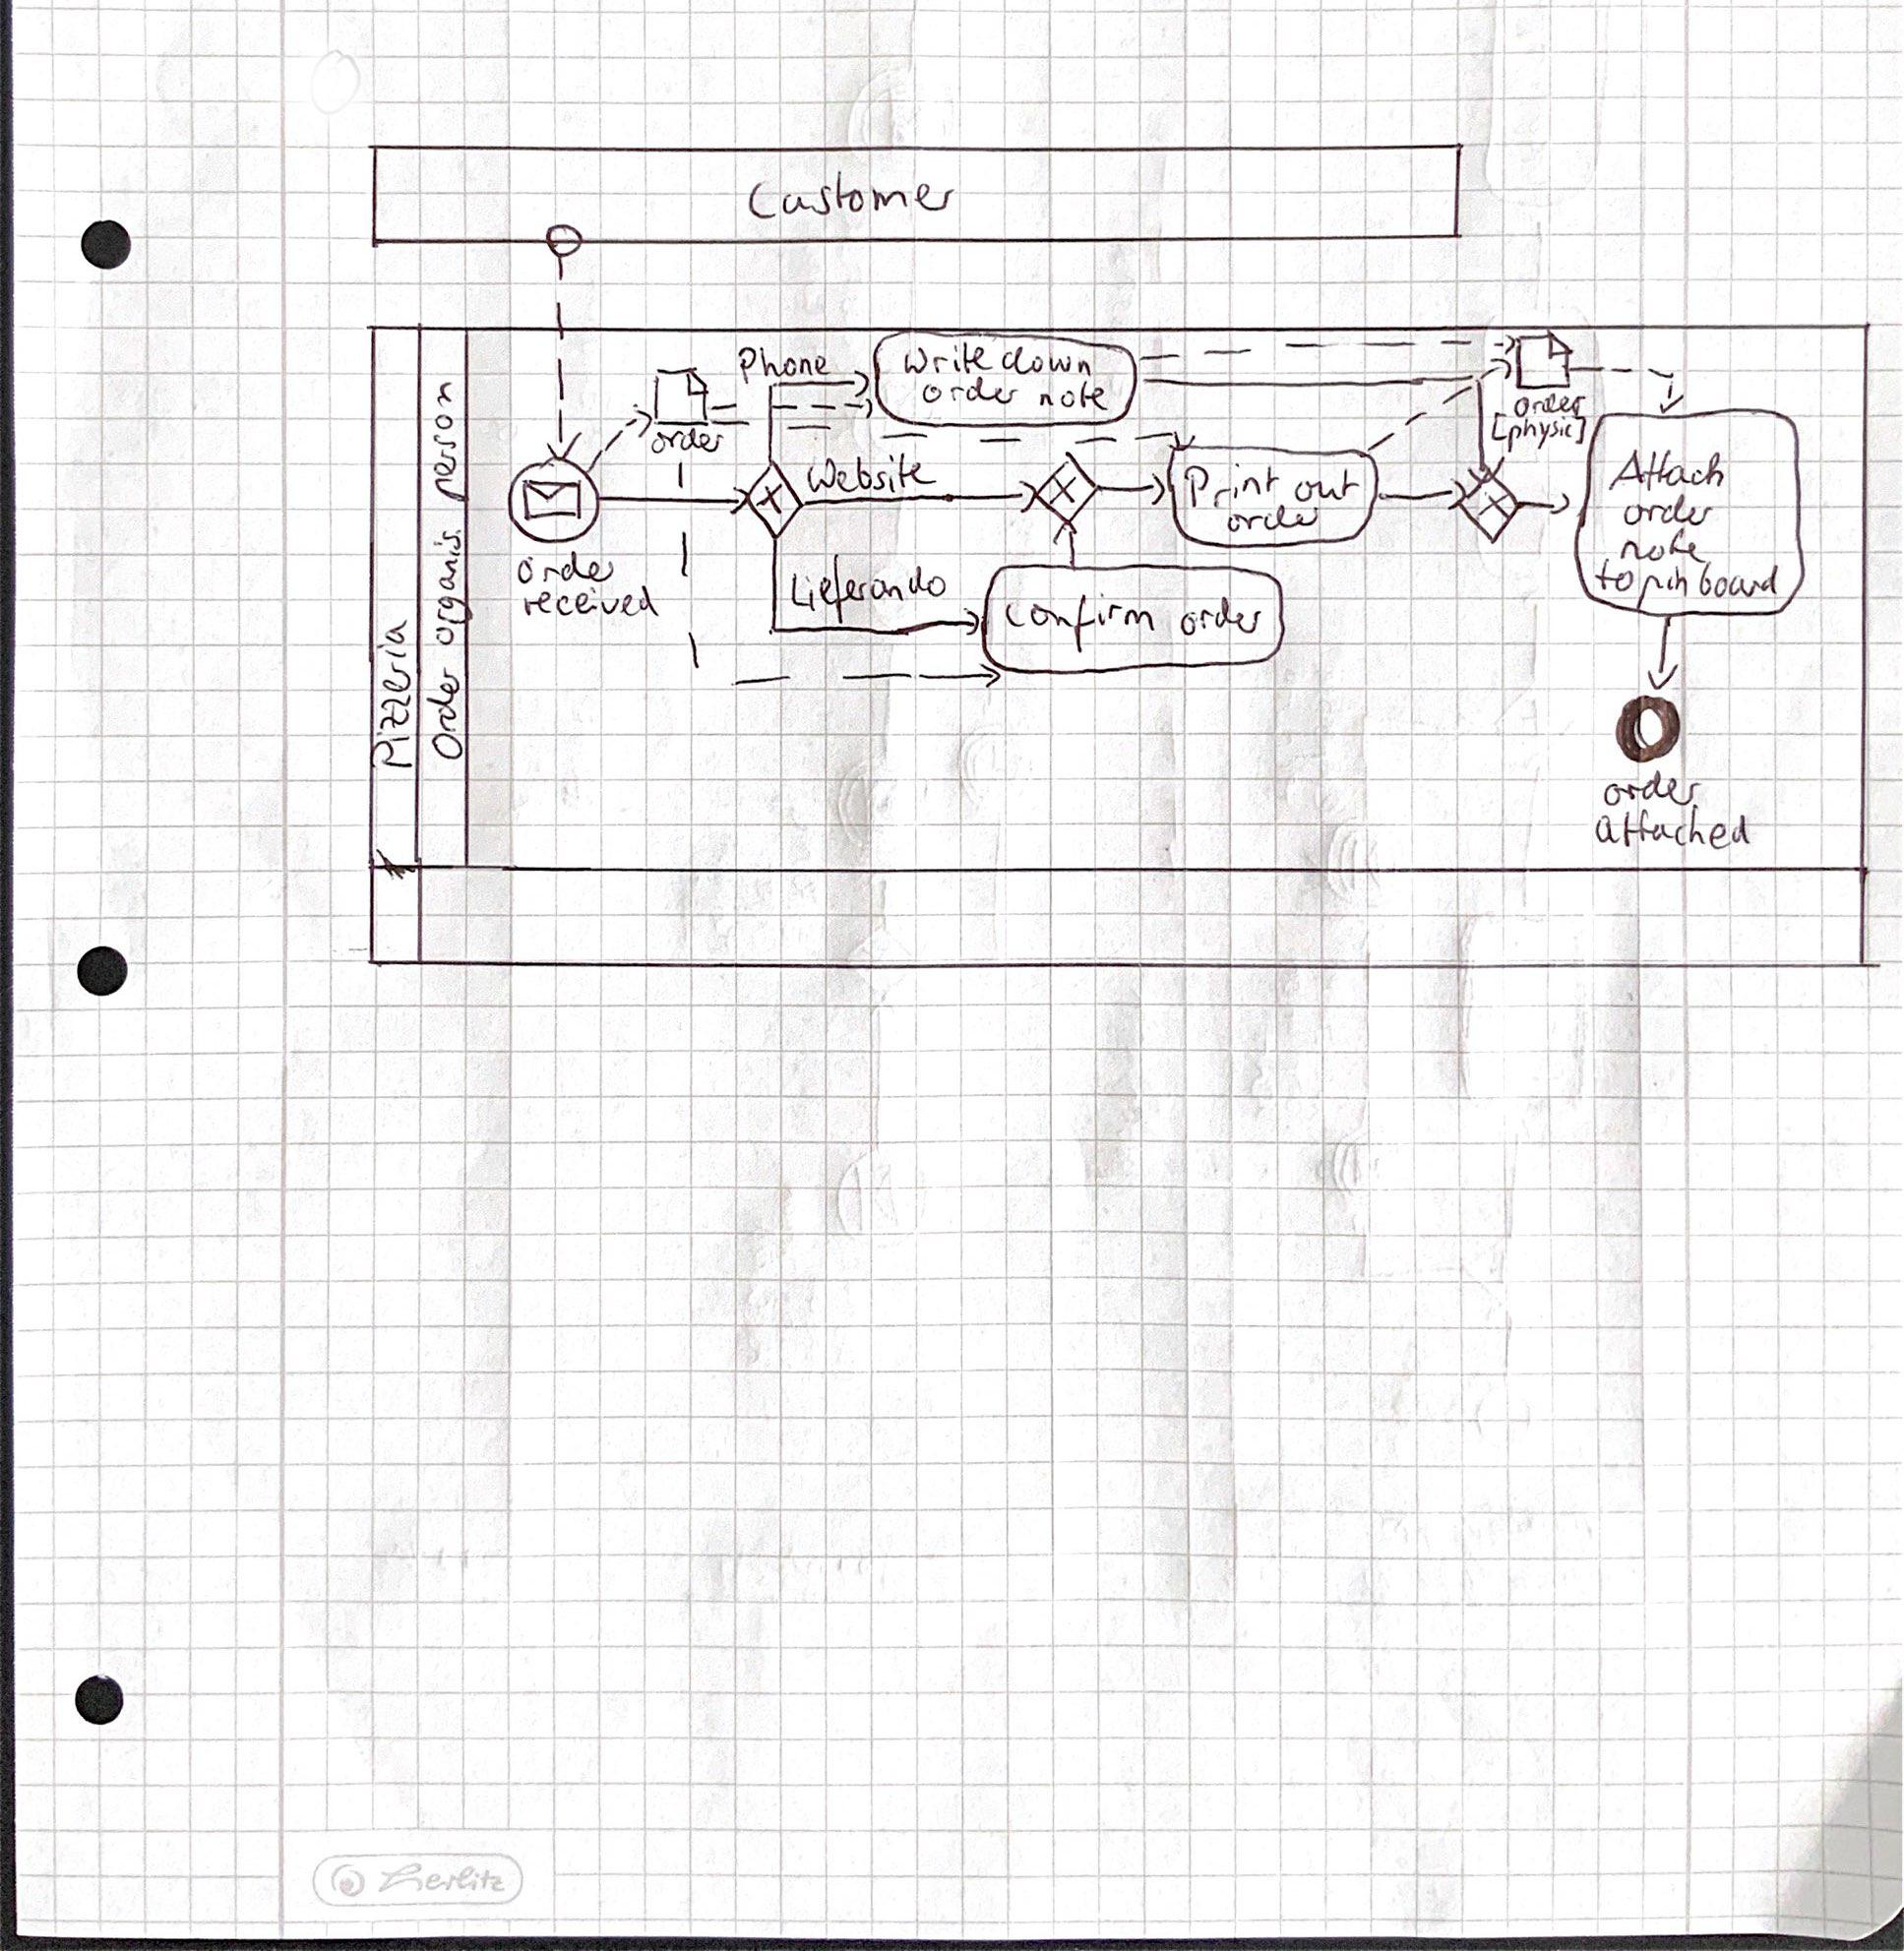 Customer
Pizzeria
Order organis. person
Phone
Write down
order note
order
order
[physic]
order
received
Website
Print out
order
Attach
order
note
to pin board
Lieferando
Confirm order
order
attached
Herlitz